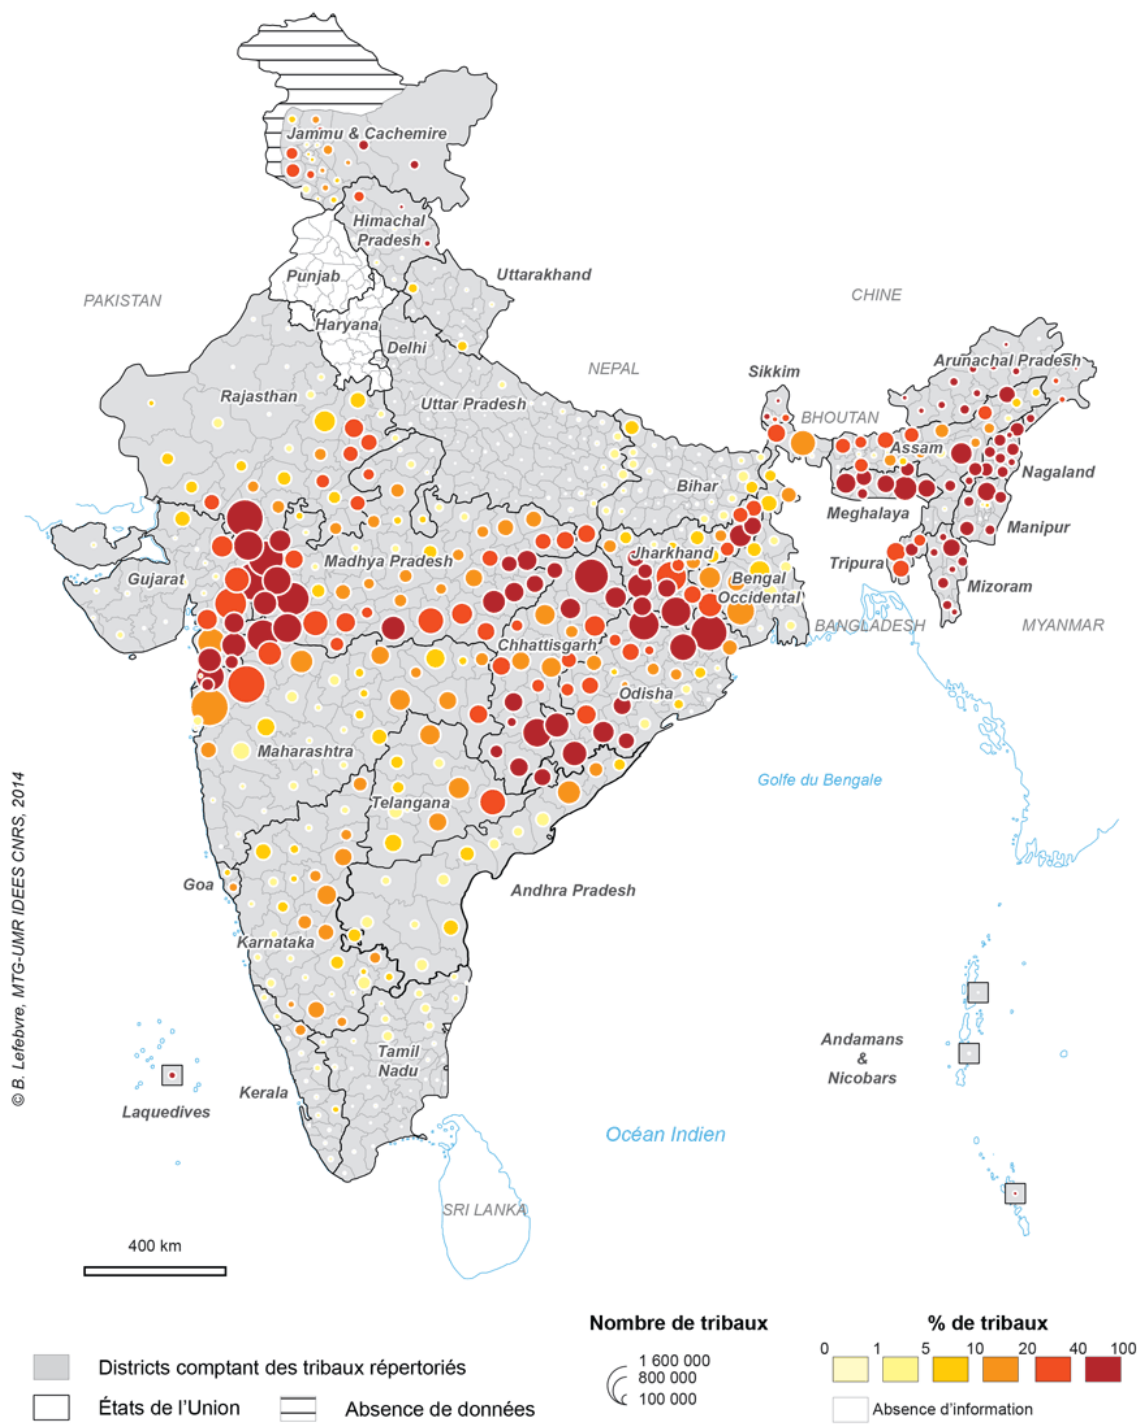 Jammu & Cachemire
Himachal
Pradesh
Punjab
Uttarakhand
PAKISTAN
CHINE
Haryana
Delhi
NEPAL
Arunachal Pradesh
Sikkim
Rajasthan
Uttar Pradesh
BHOUTAN
Assam
Nagaland
Bihar
Meghalaya
Manipur
Jharkhand
Madhya Pradesh
Tripura
Gujarat
Bengal
Occidental
Mizoram
BANGLADESH
MYANMAR
Chhattisgarh
Odisha
Maharashtra
Golfe du Bengale
Telangana
© B. Lefebvre, MTG-UMR IDEES CNRS, 2014
Goa
Andhra Pradesh
Karnataka
Andamans
&
Nicobars
Tamil
Nadu
Kerala
Laquedives
Océan Indien
SRI LANKA
400 km
Nombre de tribaux
% de tribaux
1 600 000
800 000
100 000
0 1 5 10 20 40 100
Districts comptant des tribaux répertoriés
États de l'Union
Absence de données
Absence d'information